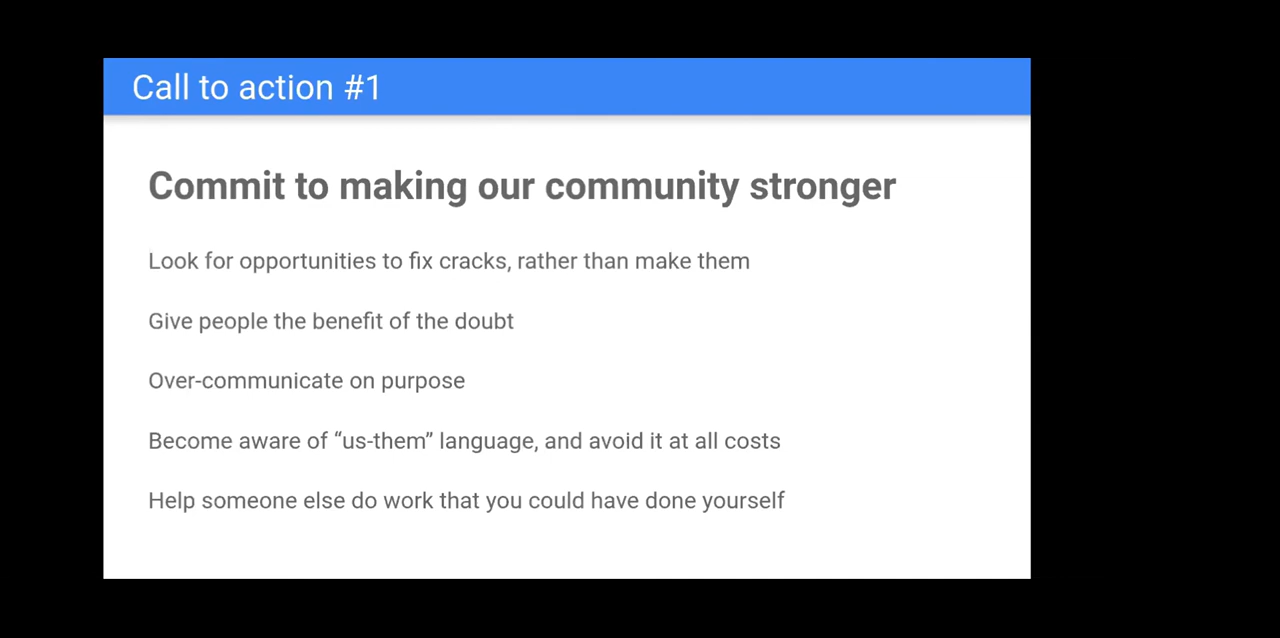 Call to action #1
Commit to making our community stronger
Look for opportunities to fix cracks, rather than make them
Give people the benefit of the doubt
Over-communicate on purpose
Become aware of “us-them” language, and avoid it at all costs
Help someone else do work that you could have done yourself